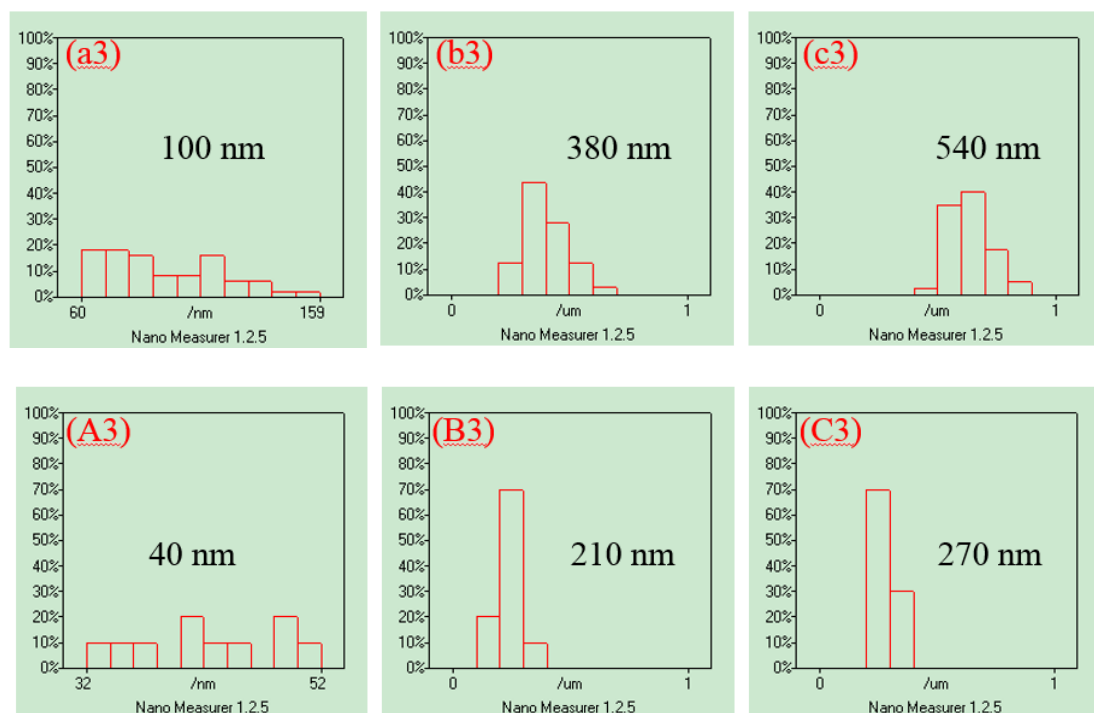 (a3)
100%
90%
80%
70%
60%
50%
40%
30%
20%
10%
0%
100 nm
60 /nm 159
Nano Measurer 1.2.5
(b3)
100%
90%
80%
70%
60%
50%
40%
30%
20%
10%
0%
380 nm
0 /um 1
Nano Measurer 1.2.5
(c3)
100%
90%
80%
70%
60%
50%
40%
30%
20%
10%
0%
540 nm
0 /um 1
Nano Measurer 1.2.5
(A3)
100%
90%
80%
70%
60%
50%
40%
30%
20%
10%
0%
40 nm
32 /nm 52
Nano Measurer 1.2.5
(B3)
100%
90%
80%
70%
60%
50%
40%
30%
20%
10%
0%
210 nm
0 /um 1
Nano Measurer 1.2.5
(C3)
100%
90%
80%
70%
60%
50%
40%
30%
20%
10%
0%
270 nm
0 /um 1
Nano Measurer 1.2.5